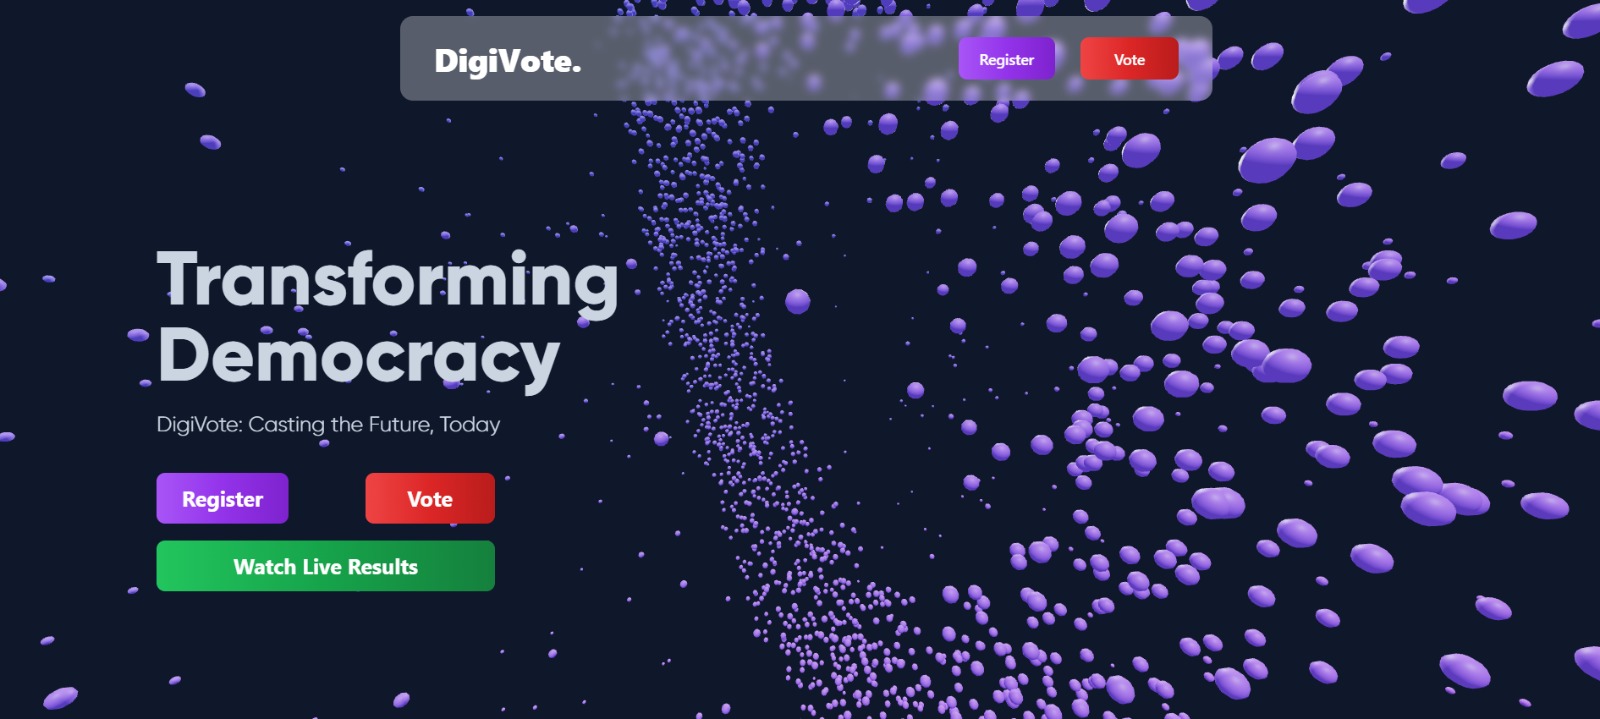 DigiVote.
Register
Vote
Transforming
Democracy
DigiVote: Casting the Future, Today
Register
Vote
Watch Live Results